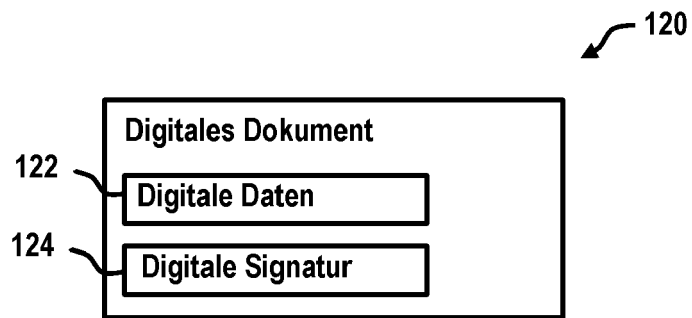 120
Digitales Dokument
122
Digitale Daten
124
Digitale Signatur